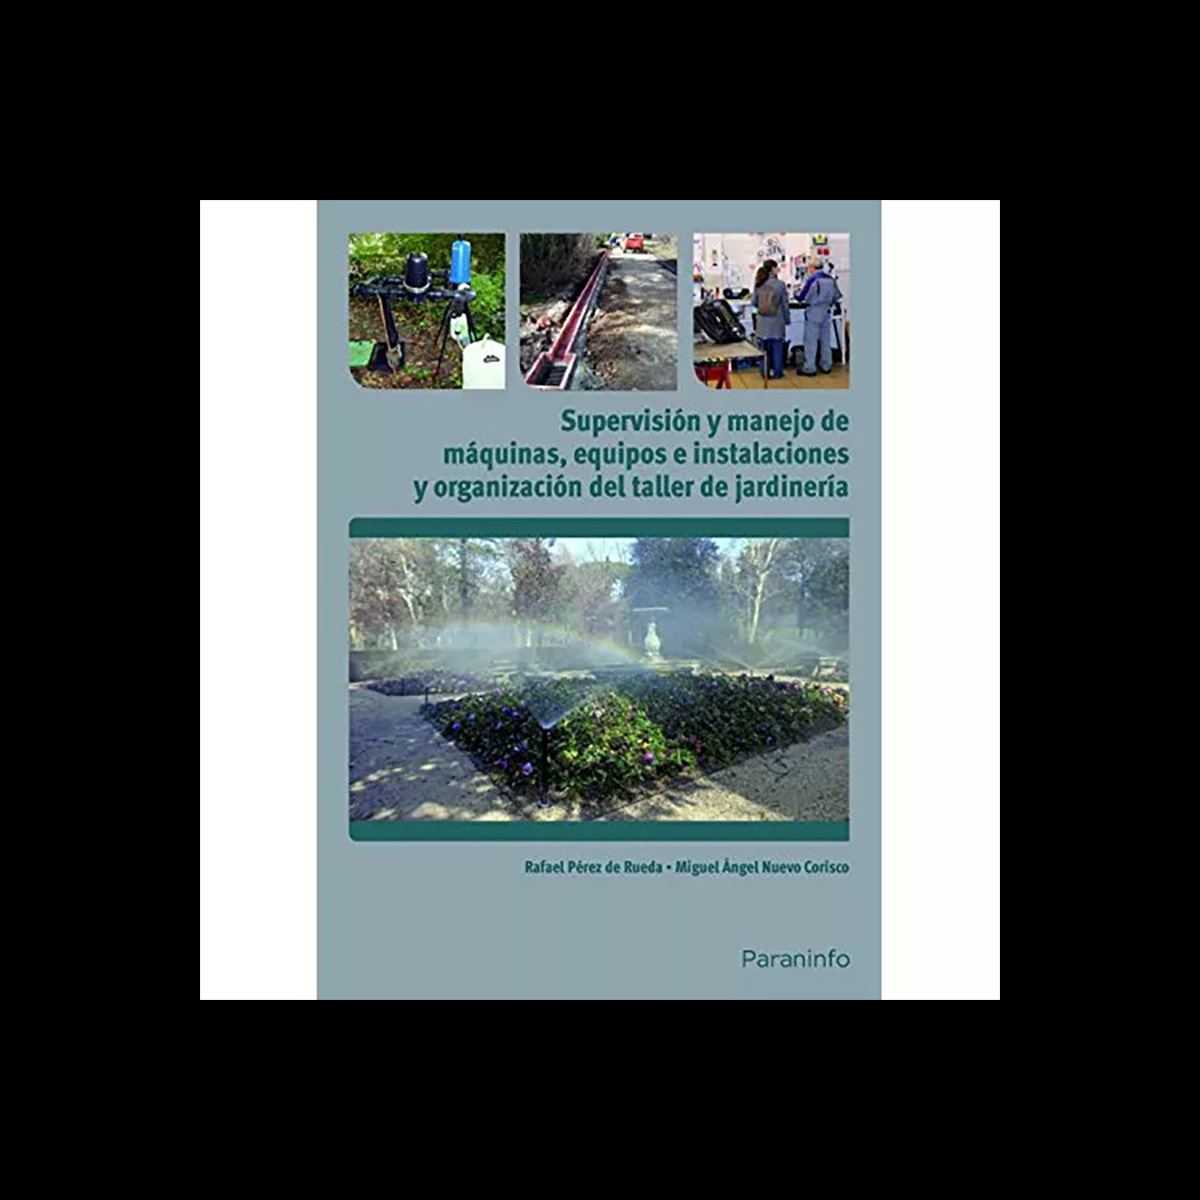 Supervisión y manejo de
máquinas, equipos e instalaciones
y organización del taller de jardinería
Rafael Pérez de Rueda • Miguel Ángel Nuevo Corisco
Paraninfo